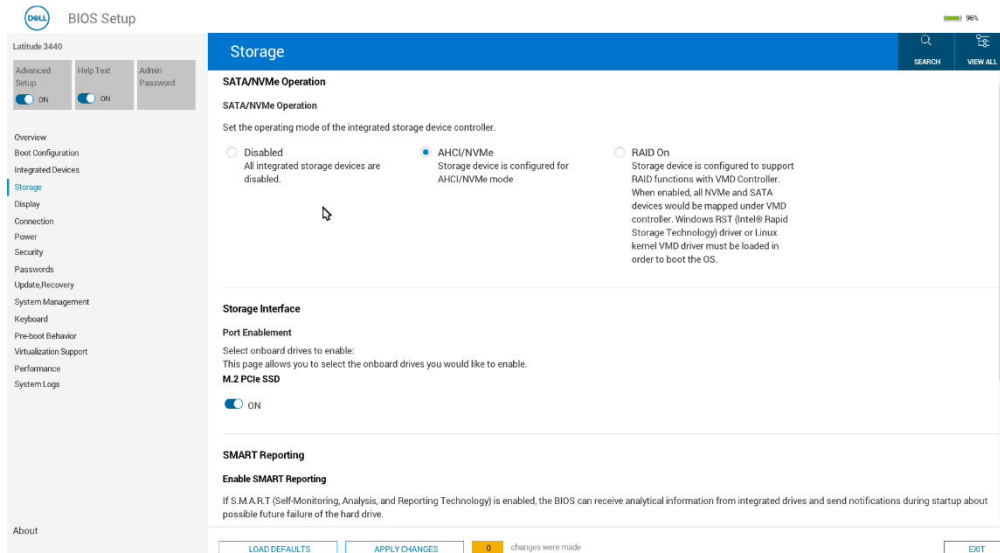 DELL
BIOS Setup
96%
Latitude 3440
Advanced Setup
ON
Help Text
ON
Admin Password
Overview
Boot Configuration
Integrated Devices
Storage
Display
Connection
Power
Security
Passwords
Update,Recovery
System Management
Keyboard
Pre-boot Behavior
Virtualization Support
Performance
System Logs
About
Storage
SEARCH
VIEW ALL
SATA/NVMe Operation
SATA/NVMe Operation
Set the operating mode of the integrated storage device controller.
Disabled
All integrated storage devices are
disabled.
AHCI/NVMe
Storage device is configured for
AHCI/NVMe mode
RAID On
Storage device is configured to support
RAID functions with VMD Controller.
When enabled, all NVMe and SATA
devices would be mapped under VMD
controller. Windows RST (Intel® Rapid
Storage Technology) driver or Linux
kernel VMD driver must be loaded in
order to boot the OS.
Storage Interface
Port Enablement
Select onboard drives to enable:
This page allows you to select the onboard drives you would like to enable.
M.2 PCIe SSD
ON
SMART Reporting
Enable SMART Reporting
If S.M.A.R.T (Self-Monitoring, Analysis, and Reporting Technology) is enabled, the BIOS can receive analytical information from integrated drives and send notifications during startup about
possible future failure of the hard drive.
LOAD DEFAULTS
APPLY CHANGES
0 changes were made
EXIT